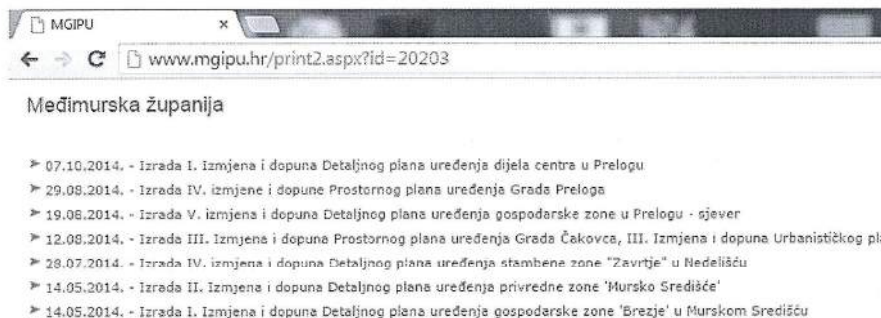 MGIPU ×
www.mgipu.hr/print2.aspx?id=20203
Međimurska županija
➤ 07.10.2014. - Izrada I. Izmjena i dopuna Detaljnog plana uređenja dijela centra u Prelogu
➤ 29.08.2014. - Izrada IV. izmjene i dopune Prostornog plana uređenja Grada Preloga
➤ 19.08.2014. - Izrada V. izmjena i dopuna Detaljnog plana uređenja gospodarske zone u Prelogu - sjever
➤ 12.08.2014. - Izrada III. Izmjena i dopuna Prostornog plana uređenja Grada Čakovca, III. Izmjena i dopuna Urbanističkog pla
➤ 28.07.2014. - Izrada IV. izmjena i dopuna Detaljnog plana uređenja stambene zone "Zavrtje" u Nedelišću
➤ 14.05.2014. - Izrada II. Izmjena i dopuna Detaljnog plana uređenja privredne zone 'Mursko Središće'
➤ 14.05.2014. - Izrada I. Izmjena i dopuna Detaljnog plana uređenja gospodarske zone 'Brezje' u Murskom Središću